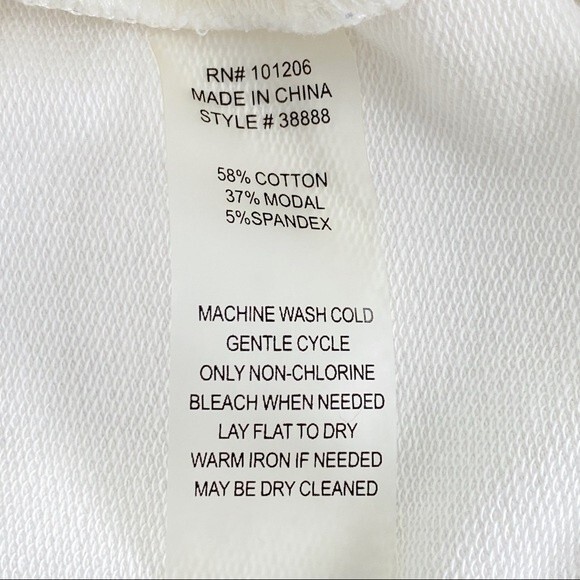 RN# 101206
MADE IN CHINA
STYLE # 38888
58% COTTON
37% MODAL
5%SPANDEX
MACHINE WASH COLD
GENTLE CYCLE
ONLY NON-CHLORINE
BLEACH WHEN NEEDED
LAY FLAT TO DRY
WARM IRON IF NEEDED
MAY BE DRY CLEANED